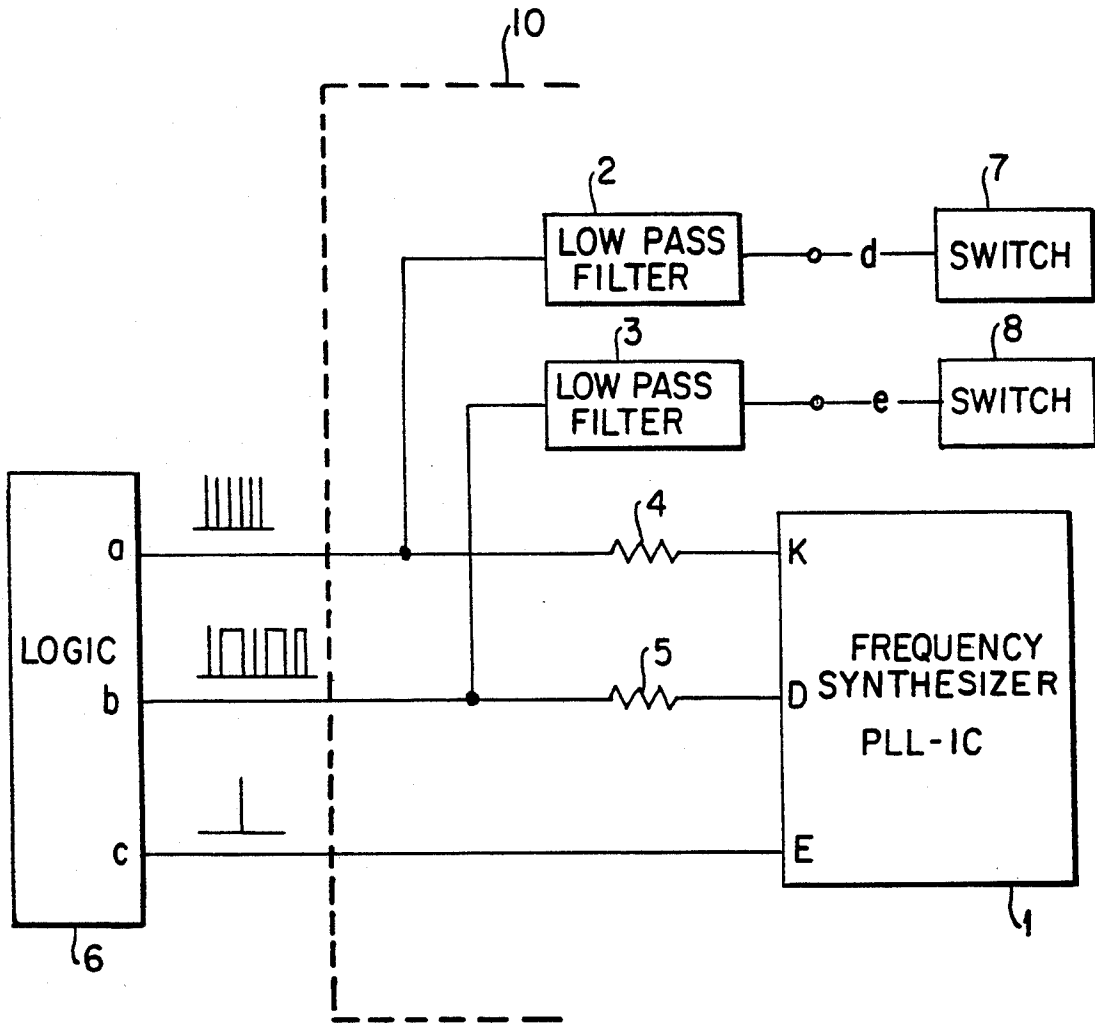 10
2
7
LOW PASS
FILTER
d
SWITCH
3
8
LOW PASS
FILTER
e
SWITCH
4
a
K
LOGIC
5
FREQUENCY
SYNTHESIZER
b
D
PLL-IC
c
E
6
1